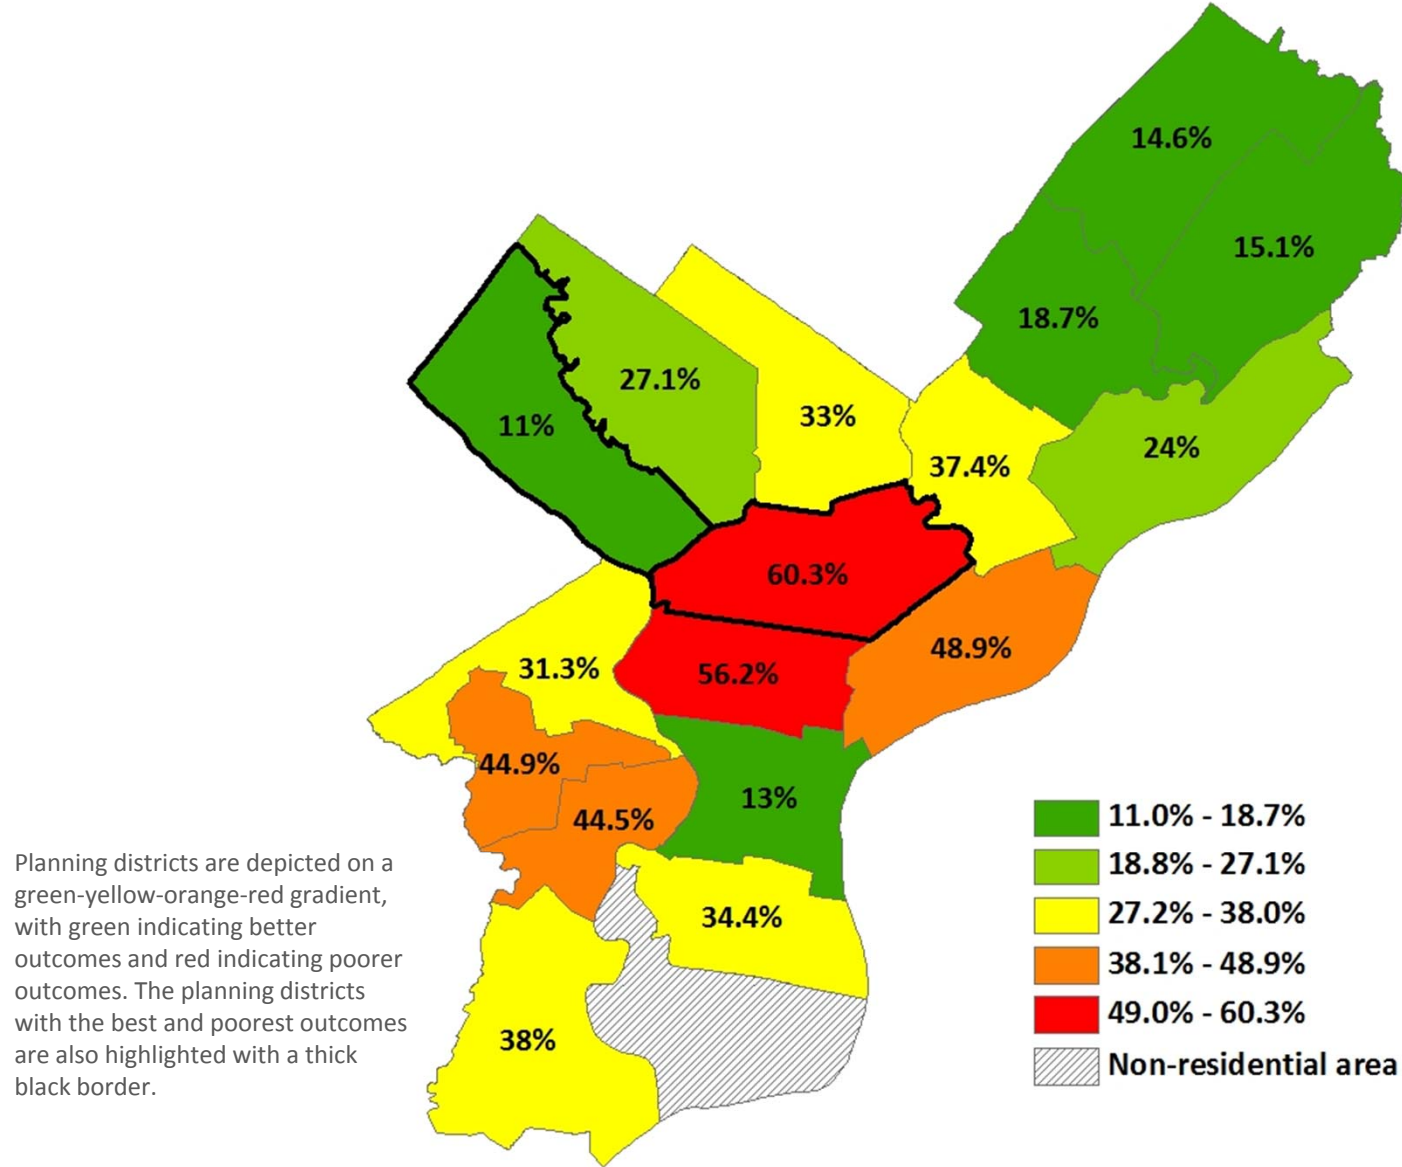 14.6%
15.1%
18.7%
27.1%
33%
11%
37.4%
24%
60.3%
48.9%
31.3%
56.2%
44.9%
13%
44.5%
34.4%
38%
11.0% - 18.7%
18.8% - 27.1%
27.2% - 38.0%
38.1% - 48.9%
49.0% - 60.3%
Non-residential area
Planning districts are depicted on a
green-yellow-orange-red gradient,
with green indicating better
outcomes and red indicating poorer
outcomes. The planning districts
with the best and poorest outcomes
are also highlighted with a thick
black border.